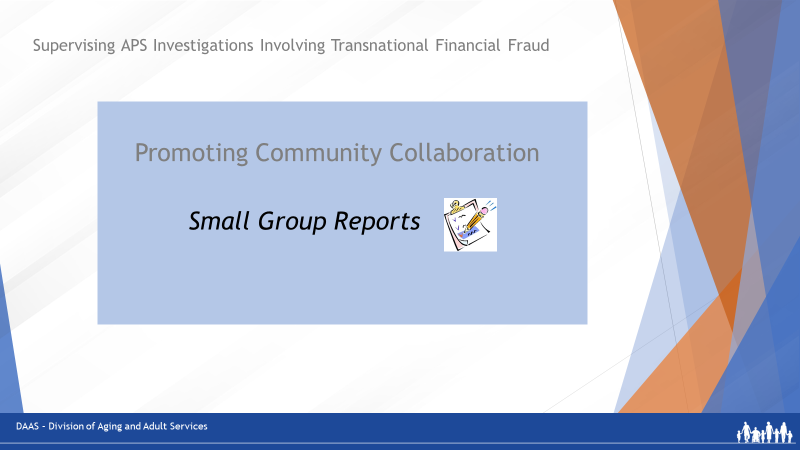 Supervising APS Investigations Involving Transnational Financial Fraud
Promoting Community Collaboration
Small Group Reports
DAAS – Division of Aging and Adult Services